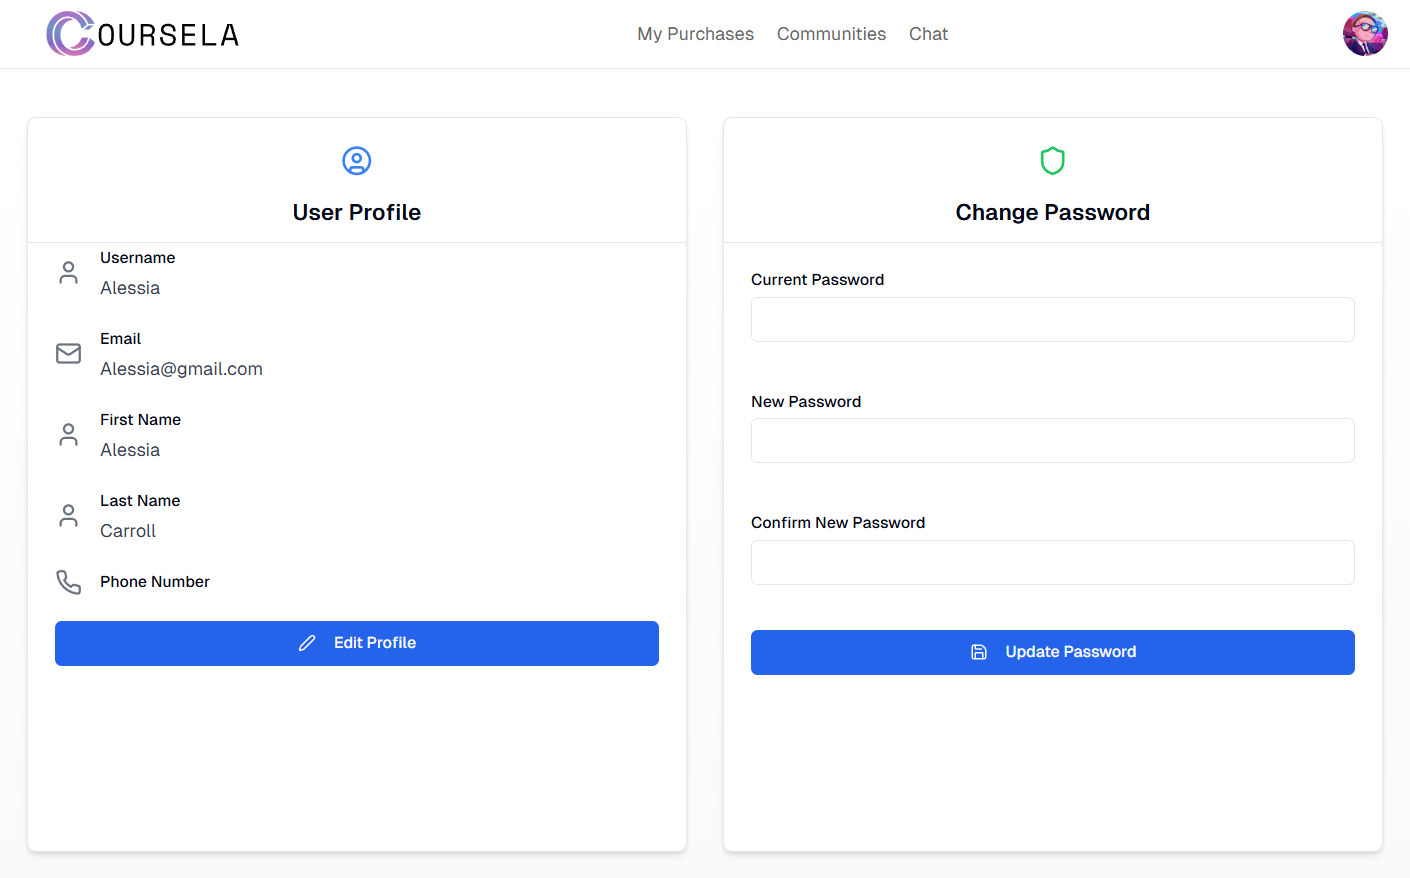 COURSELA
My Purchases Communities Chat
User Profile
Username
Alessia
Email
Alessia@gmail.com
First Name
Alessia
Last Name
Carroll
Phone Number
Edit Profile
Change Password
Current Password
New Password
Confirm New Password
Update Password